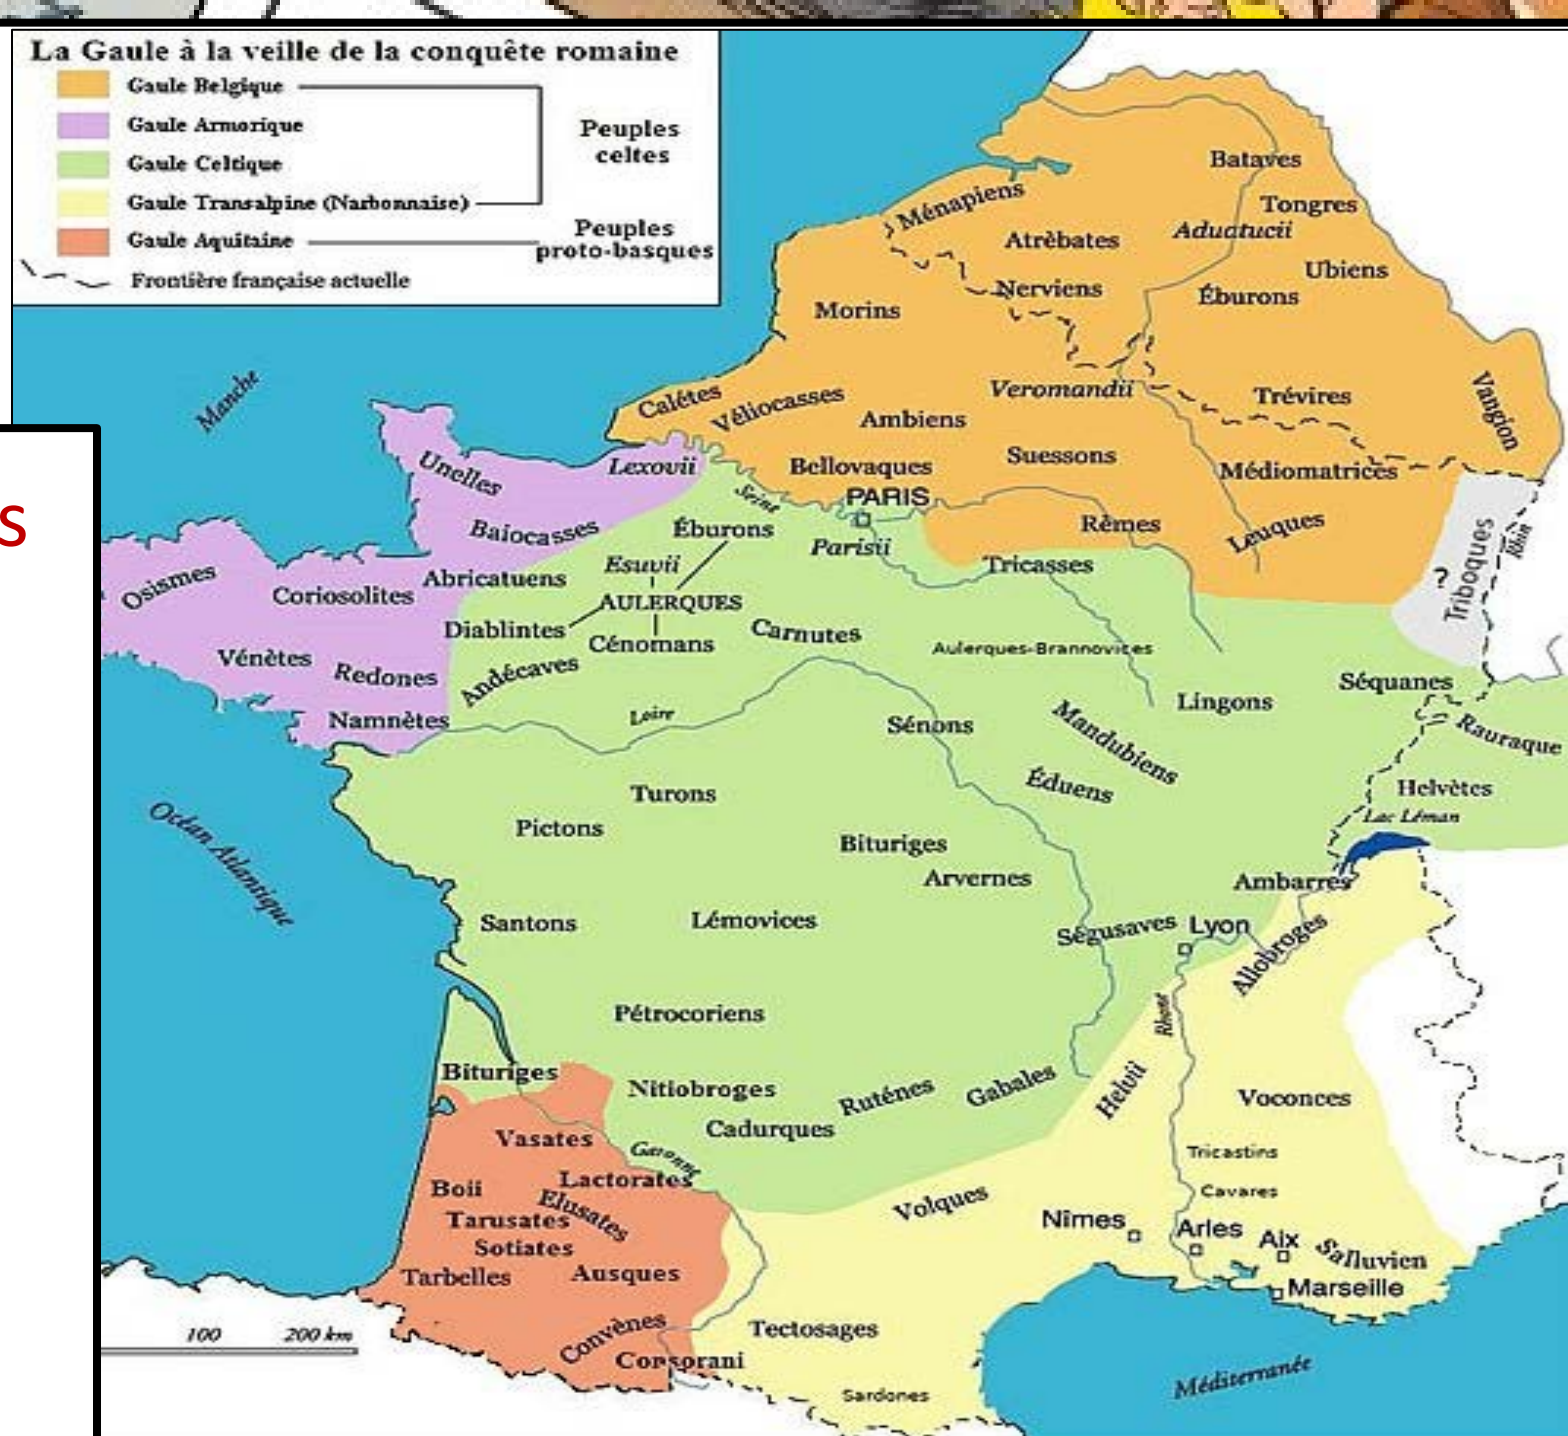 La Gaule à la veille de la conquête romaine
Gaule Belgique
Gaule Armorique
Gaule Celtique
Gaule Transalpine (Narbonnaise)
Gaule Aquitaine
Peuples
celtes
Peuples
proto-basques
Frontière française actuelle
s
Manche
Océan Atlantique
Méditerranée
Bataves
Ménapiens
Tongres
Atrèbates
Aduatucii
Ubiens
Nerviens
Éburons
Morins
Calétes
Véliocasses
Veromandii
Trévires
Vangion
Ambiens
Bellovaques
Suessons
Médiomatrices
PARIS
Seine
Rèmes
Leuques
Triboques
?
Rhin
Unelles
Lexovii
Baiocasses
Éburons
Parisii
Esuvii
Tricasses
Osismes
Coriosolites
Abricatuens
AULERQUES
Diablintes
Cénomans
Carnutes
Aulerques-Brannovices
Vénètes
Redones
Andécaves
Namnètes
Loire
Sénons
Mandubiens
Lingons
Séquanes
Rauraque
Éduens
Helvètes
Lac Léman
Turons
Pictons
Bituriges
Arvernes
Ambarres
Santons
Lémovices
Ségusaves
Lyon
Allobroges
Pétrocoriens
Rhone
Bituriges
Nitiobroges
Ruténes
Gabales
Helvii
Voconces
Cadurques
Vasates
Garonne
Tricastins
Lactorates
Boii
Elusates
Cavares
Volques
Tarusates
Nîmes
Arles
Aix
Salluvien
Sotiates
Tarbelles
Ausques
Marseille
Convènes
Tectosages
Consorani
Sardones
100
200 km